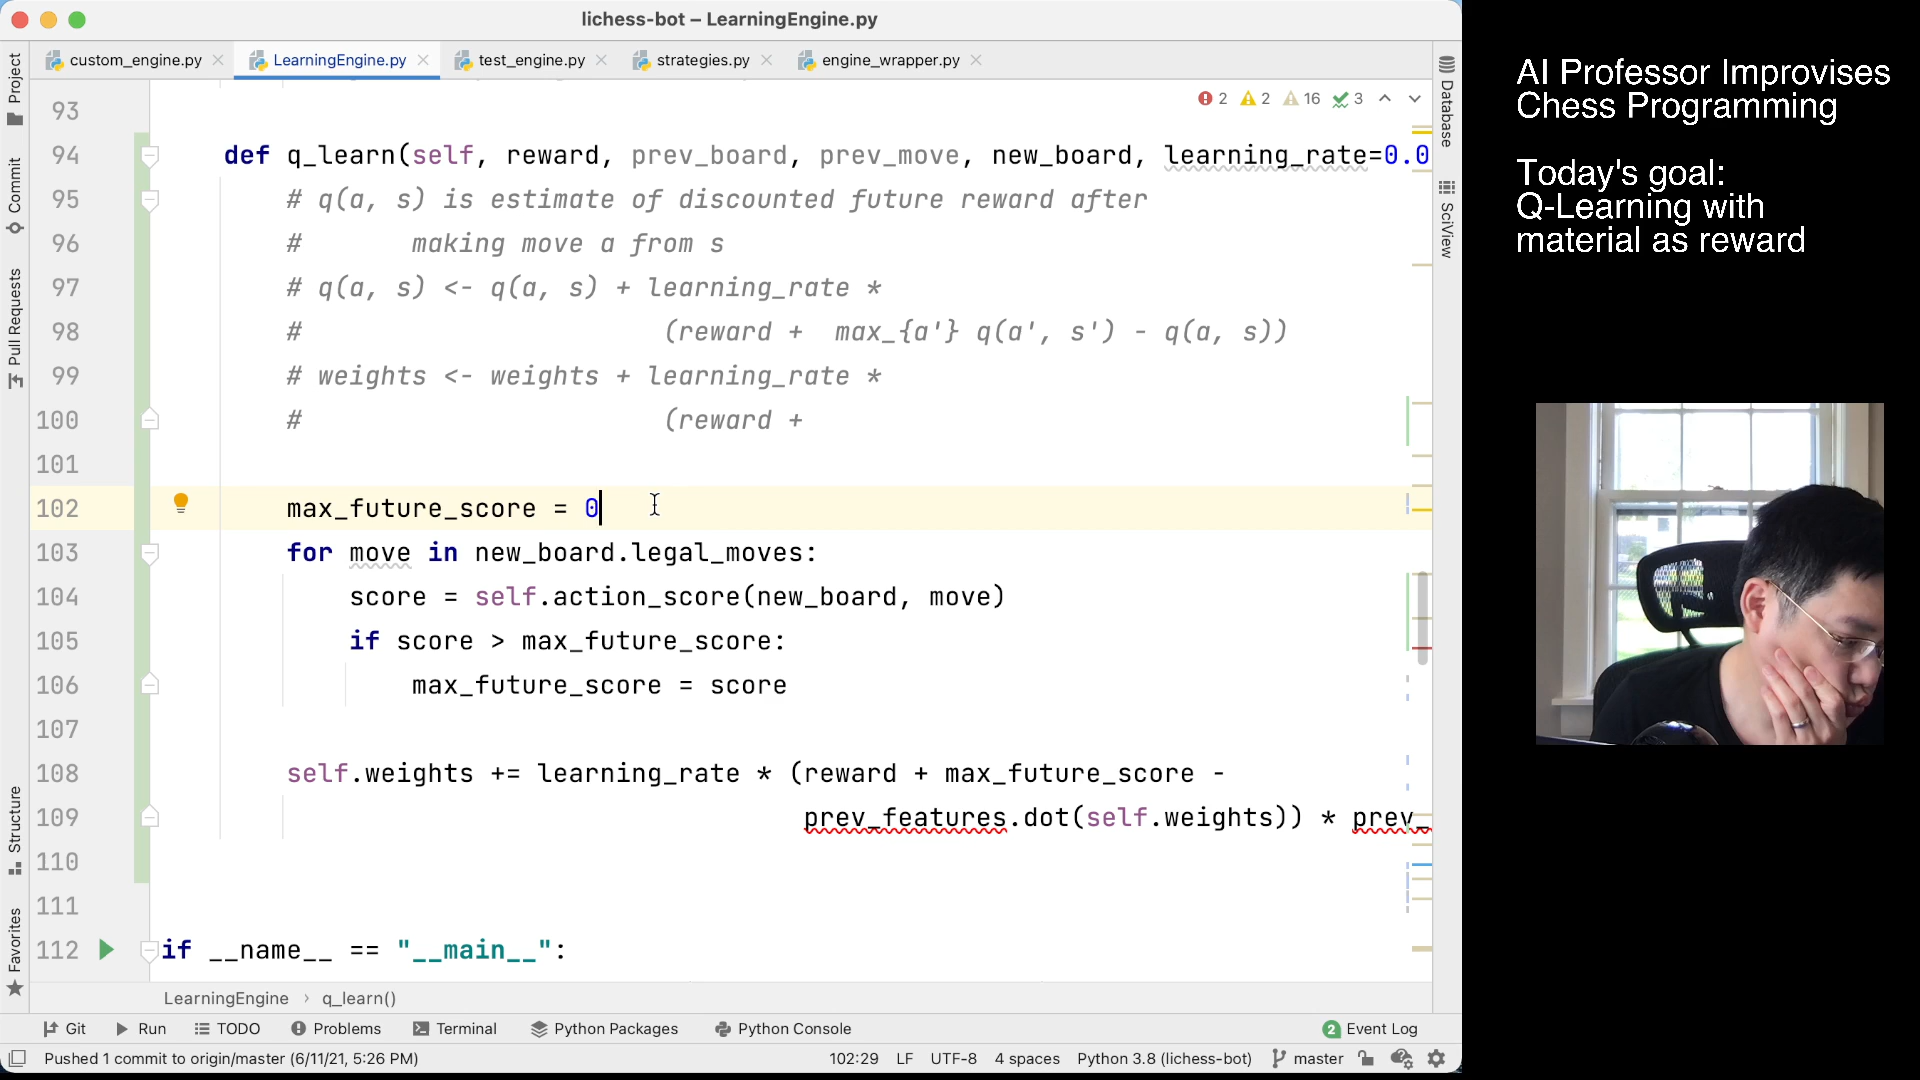 lichess-bot – LearningEngine.py
custom_engine.py
LearningEngine.py
test_engine.py
strategies.py
engine_wrapper.py
Project
Commit
Pull Requests
Structure
Favorites
Database
SciView
2 2 16 3
93
94 def q_learn(self, reward, prev_board, prev_move, new_board, learning_rate=0.0
95 # q(a, s) is estimate of discounted future reward after
96 # making move a from s
97 # q(a, s) <- q(a, s) + learning_rate *
98 # (reward + max_{a'} q(a', s') - q(a, s))
99 # weights <- weights + learning_rate *
100 # (reward +
101
102 max_future_score = 0
103 for move in new_board.legal_moves:
104 score = self.action_score(new_board, move)
105 if score > max_future_score:
106 max_future_score = score
107
108 self.weights += learning_rate * (reward + max_future_score -
109 prev_features.dot(self.weights)) * prev_
110
111
112 if __name__ == "__main__":
LearningEngine › q_learn()
Git Run TODO Problems Terminal Python Packages Python Console 2 Event Log
Pushed 1 commit to origin/master (6/11/21, 5:26 PM) 102:29 LF UTF-8 4 spaces Python 3.8 (lichess-bot) master
AI Professor Improvises
Chess Programming
Today's goal:
Q-Learning with
material as reward